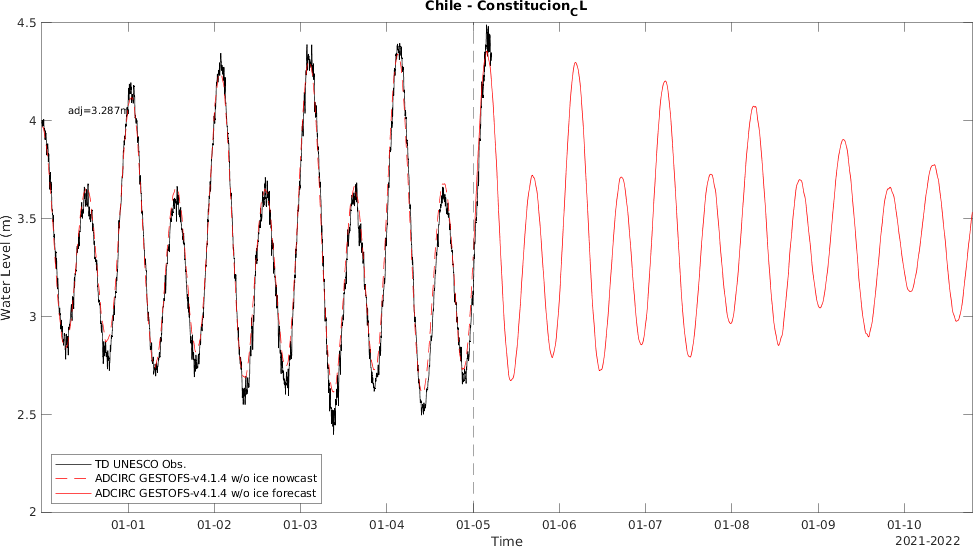 Chile - Constitucion_CL
4.5
adj=3.287m
4
3.5
Water Level (m)
3
2.5
TD UNESCO Obs.
ADCIRC GESTOFS-v4.1.4 w/o ice nowcast
ADCIRC GESTOFS-v4.1.4 w/o ice forecast
2
01-01 01-02 01-03 01-04 01-05 01-06 01-07 01-08 01-09 01-10
Time
2021-2022